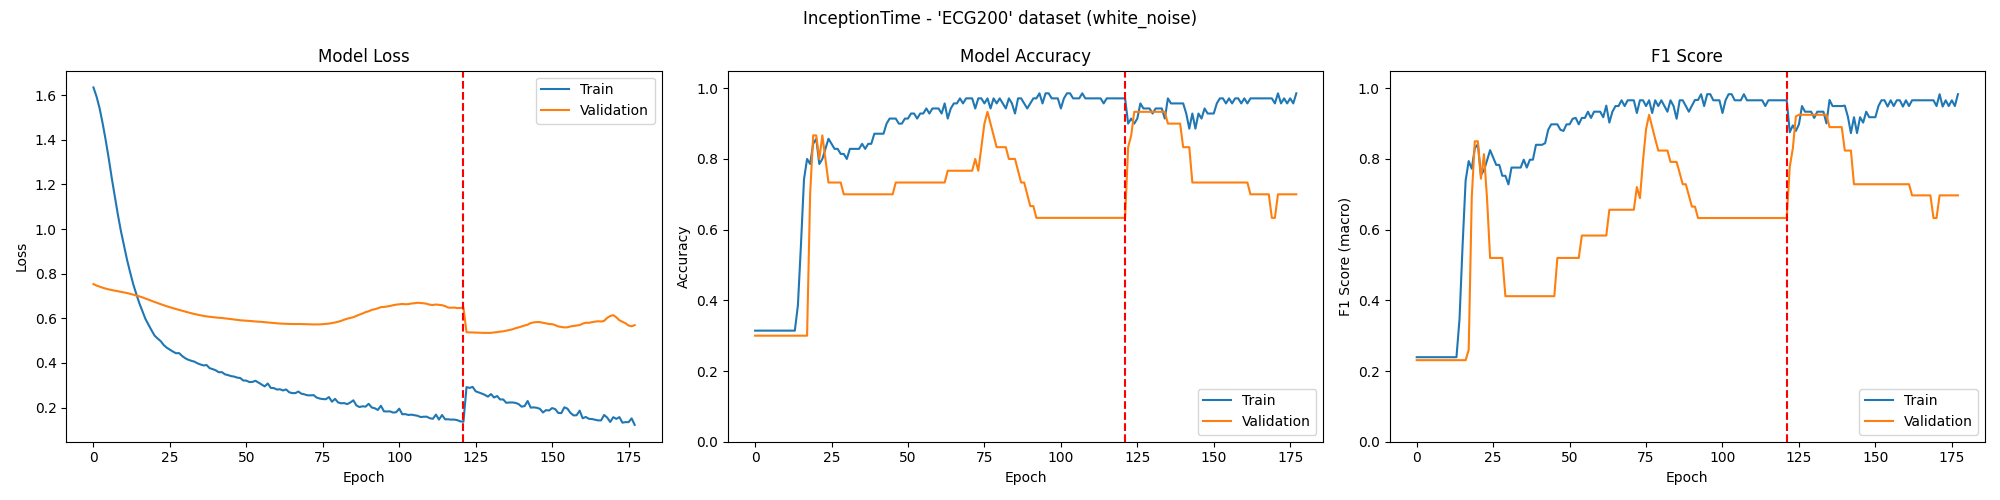 InceptionTime - 'ECG200' dataset (white_noise)
Model Loss
Loss
1.6
1.4
1.2
1.0
0.8
0.6
0.4
0.2
0 25 50 75 100 125 150 175
Epoch
Train
Validation
Model Accuracy
Accuracy
1.0
0.8
0.6
0.4
0.2
0.0
0 25 50 75 100 125 150 175
Epoch
Train
Validation
F1 Score
F1 Score (macro)
1.0
0.8
0.6
0.4
0.2
0.0
0 25 50 75 100 125 150 175
Epoch
Train
Validation